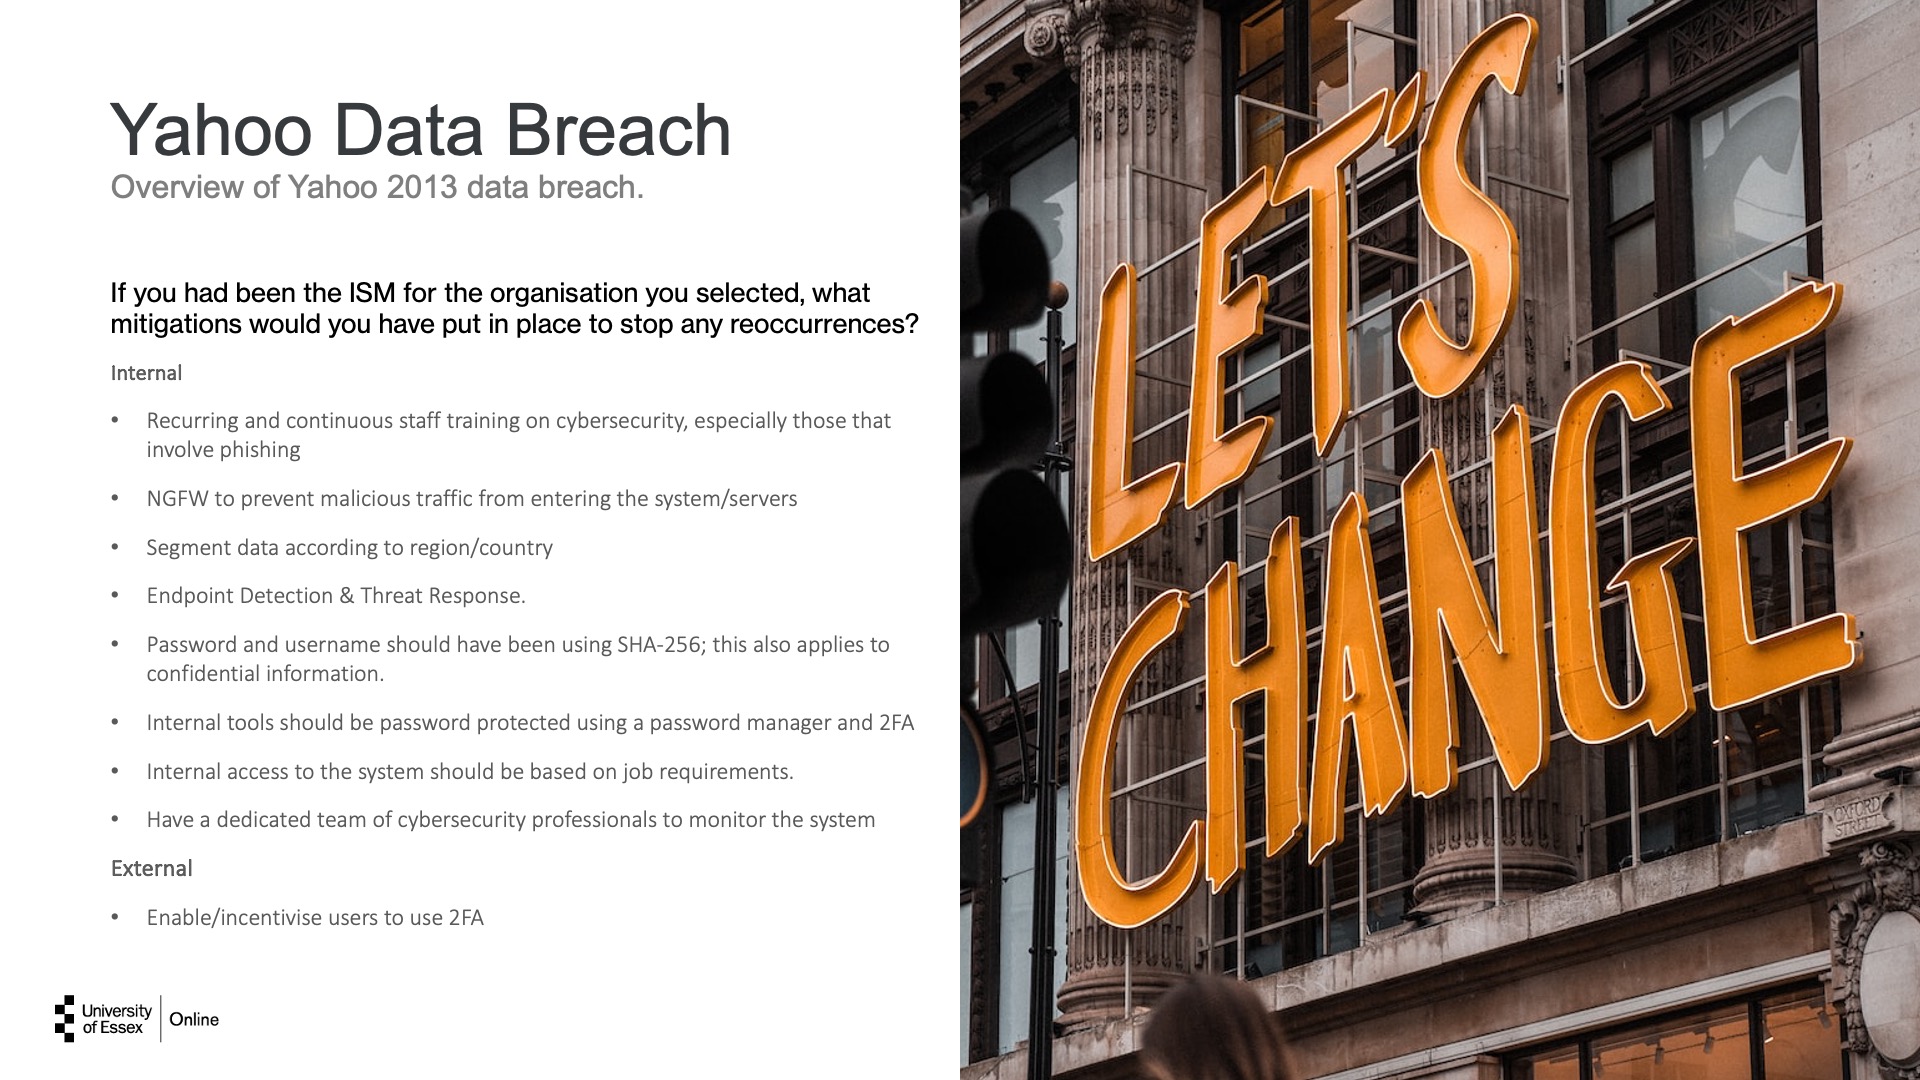 Yahoo Data Breach
Overview of Yahoo 2013 data breach.
If you had been the ISM for the organisation you selected, what
mitigations would you have put in place to stop any reoccurrences?
Internal
• Recurring and continuous staff training on cybersecurity, especially those that
involve phishing
• NGFW to prevent malicious traffic from entering the system/servers
• Segment data according to region/country
• Endpoint Detection & Threat Response.
• Password and username should have been using SHA-256; this also applies to
confidential information.
• Internal tools should be password protected using a password manager and 2FA
• Internal access to the system should be based on job requirements.
• Have a dedicated team of cybersecurity professionals to monitor the system
External
• Enable/incentivise users to use 2FA
University
of Essex
Online
LET'S
CHANGE
OXFORD
STREET